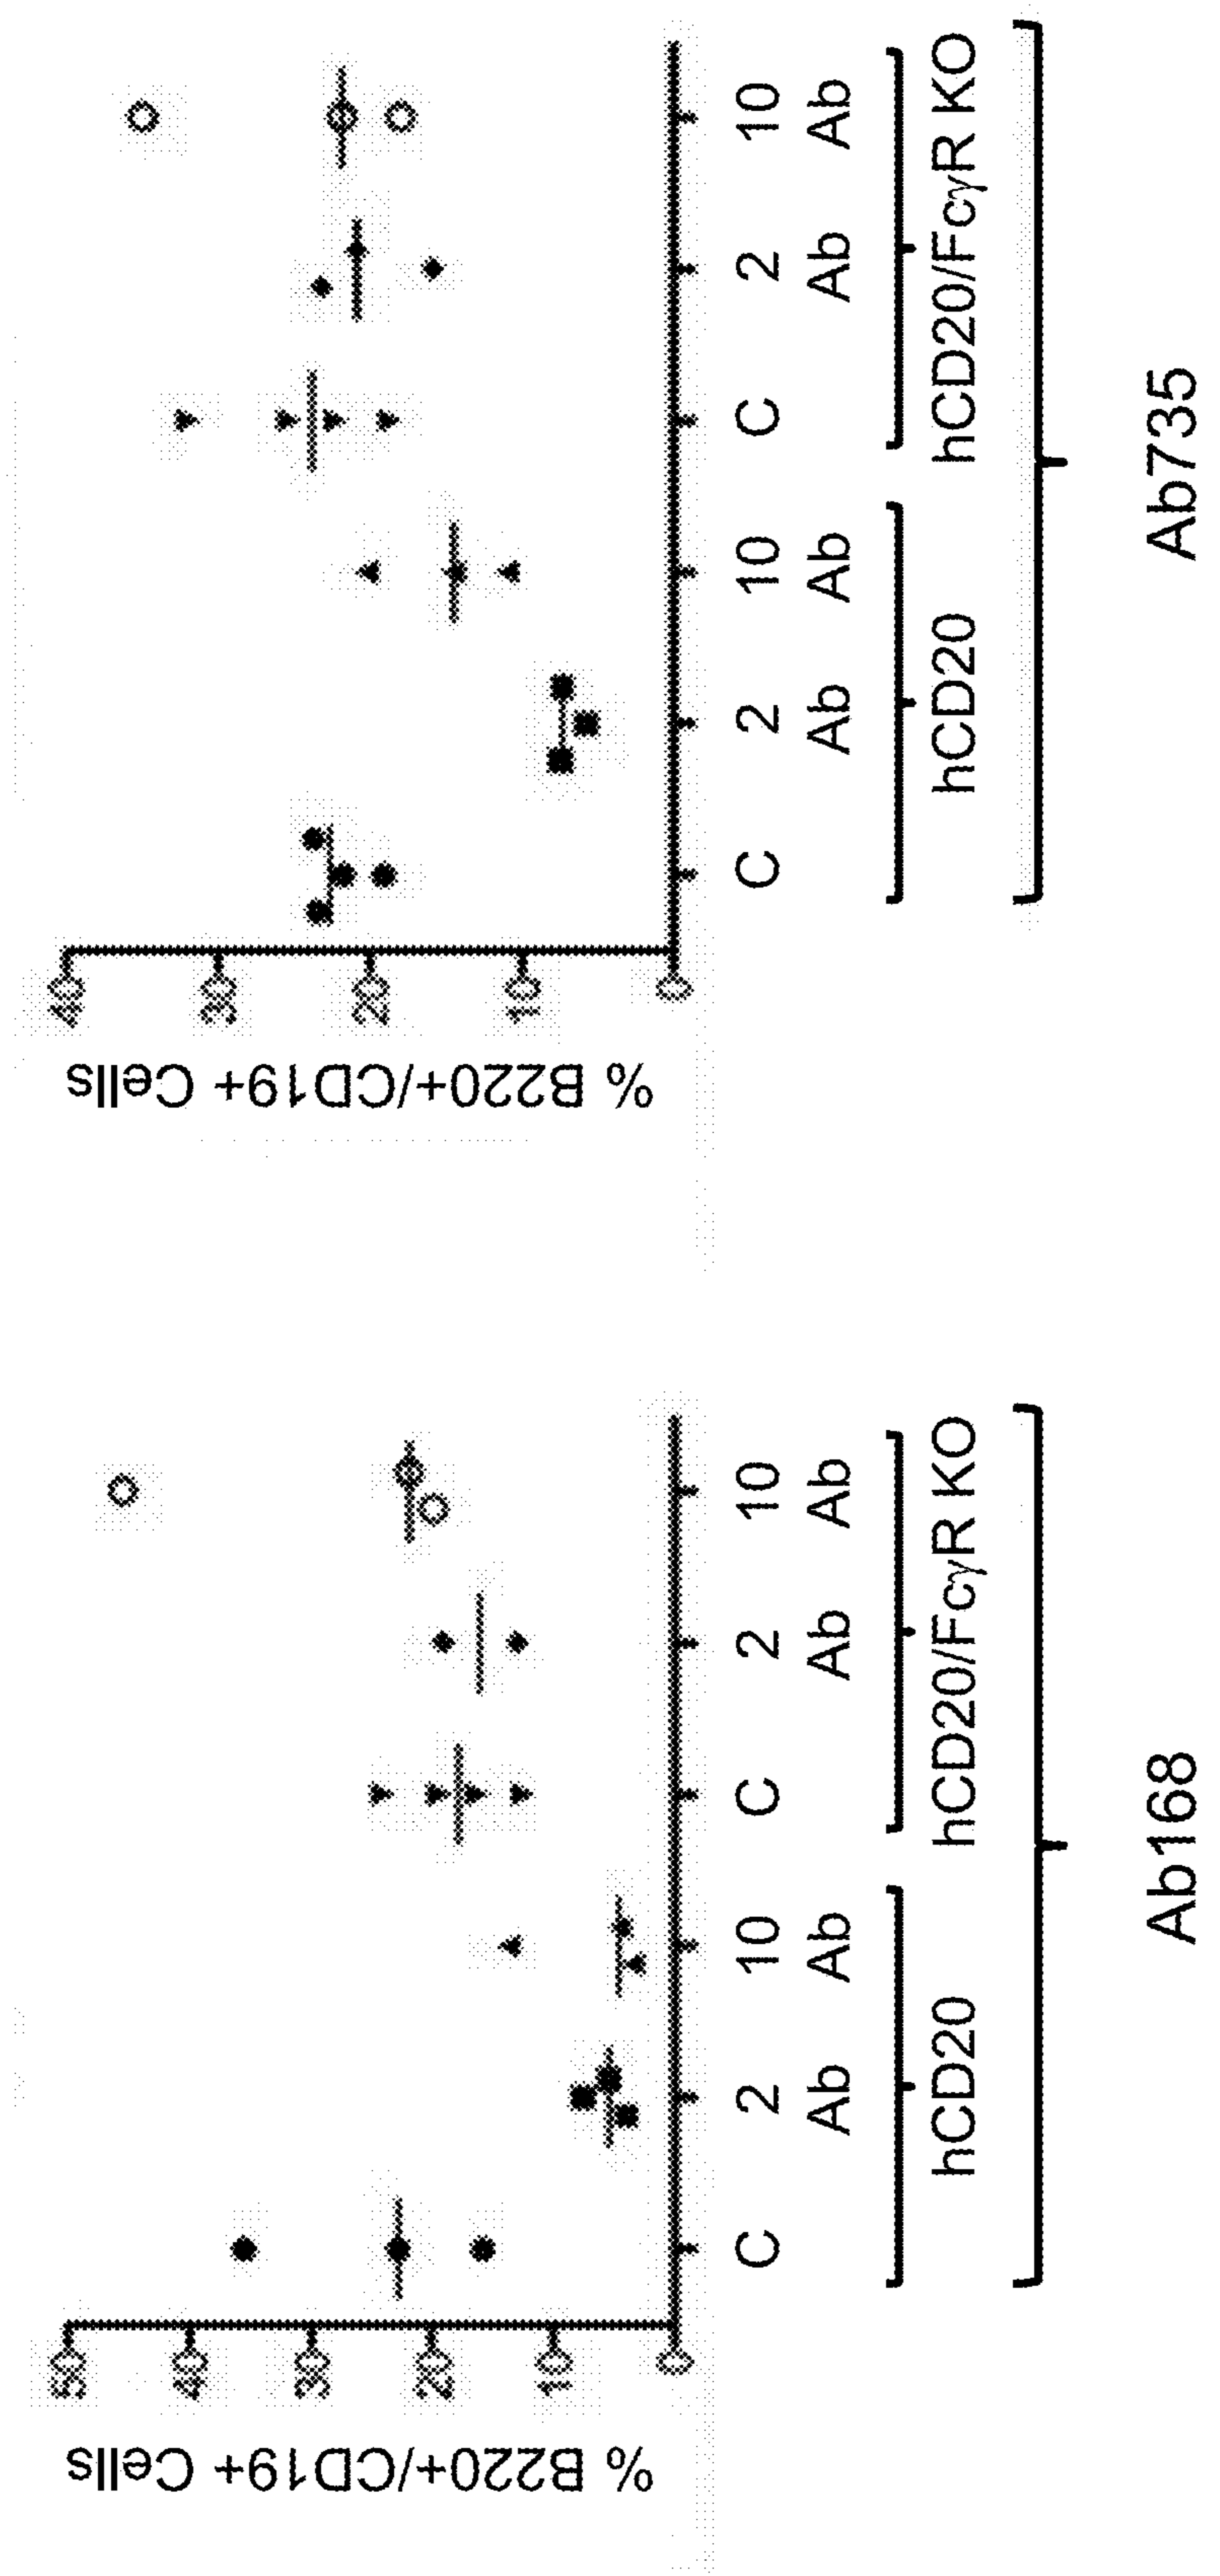 % B220+/CD19+ Cells
50
40
30
20
10
0
C 2 10 C 2 10
Ab Ab Ab Ab
hCD20 hCD20/FcγR KO
Ab168
% B220+/CD19+ Cells
40
30
20
10
0
C 2 10 C 2 10
Ab Ab Ab Ab
hCD20 hCD20/FcγR KO
Ab735